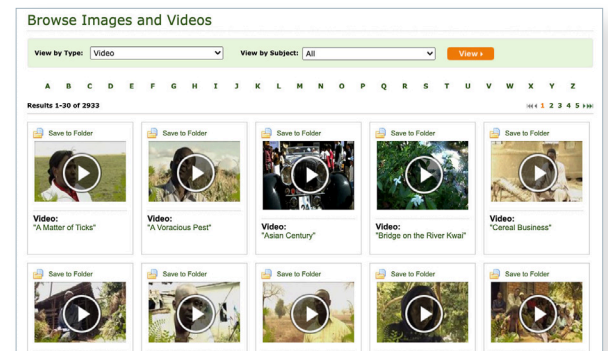 Browse Images and Videos
View by Type: Video View by Subject: All View
A B C D E F G H I J K L M N O P Q R S T U V W X Y Z
Results 1-30 of 2933 1 2 3 4 5
Save to Folder Save to Folder Save to Folder Save to Folder Save to Folder
Video: Video: Video: Video: Video:
"A Matter of Ticks" "A Voracious Pest" "Asian Century" "Bridge on the River Kwai" "Cereal Business"
Save to Folder Save to Folder Save to Folder Save to Folder Save to Folder